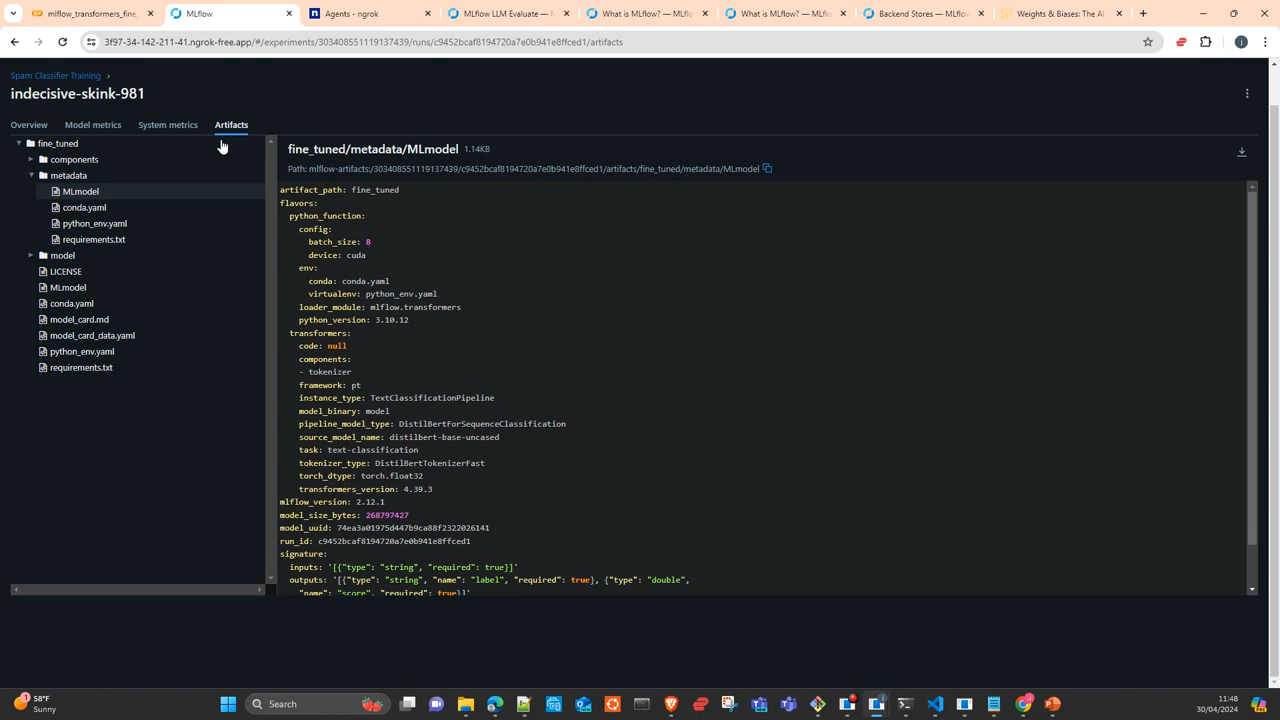 mlflow_transformers_fine_
MLflow
Agents - ngrok
MLflow LLM Evaluate — M
What is MLflow? — MLflo
What is MLflow? — MLflo
Backend Stores — MLflow
Weights & Biases: The AI
3f97-34-142-211-41.ngrok-free.app/#/experiments/303408551119137439/runs/c9452bcaf8194720a7e0b941e8ffced1/artifacts
Spam Classifier Training
indecisive-skink-981
Overview
Model metrics
System metrics
Artifacts
fine_tuned
components
metadata
MLmodel
conda.yaml
python_env.yaml
requirements.txt
model
LICENSE
MLmodel
conda.yaml
model_card.md
model_card_data.yaml
python_env.yaml
requirements.txt
fine_tuned/metadata/MLmodel 1.14KB
Path: mlflow-artifacts:/303408551119137439/c9452bcaf8194720a7e0b941e8ffced1/artifacts/fine_tuned/metadata/MLmodel
artifact_path: fine_tuned
flavors:
python_function:
config:
batch_size: 8
device: cuda
env:
conda: conda.yaml
virtualenv: python_env.yaml
loader_module: mlflow.transformers
python_version: 3.10.12
transformers:
code: null
components:
- tokenizer
framework: pt
instance_type: TextClassificationPipeline
model_binary: model
pipeline_model_type: DistilBertForSequenceClassification
source_model_name: distilbert-base-uncased
task: text-classification
tokenizer_type: DistilBertTokenizerFast
torch_dtype: torch.float32
transformers_version: 4.39.3
mlflow_version: 2.12.1
model_size_bytes: 268797427
model_uuid: 74ea3a01975d447b9ca88f2322026141
run_id: c9452bcaf8194720a7e0b941e8ffced1
signature:
inputs: '[{"type": "string", "required": true}]'
outputs: '[{"type": "string", "name": "label", "required": true}, {"type": "double",
"name": "score", "required": true}]'
1
58°F
Sunny
Search
11:48
30/04/2024